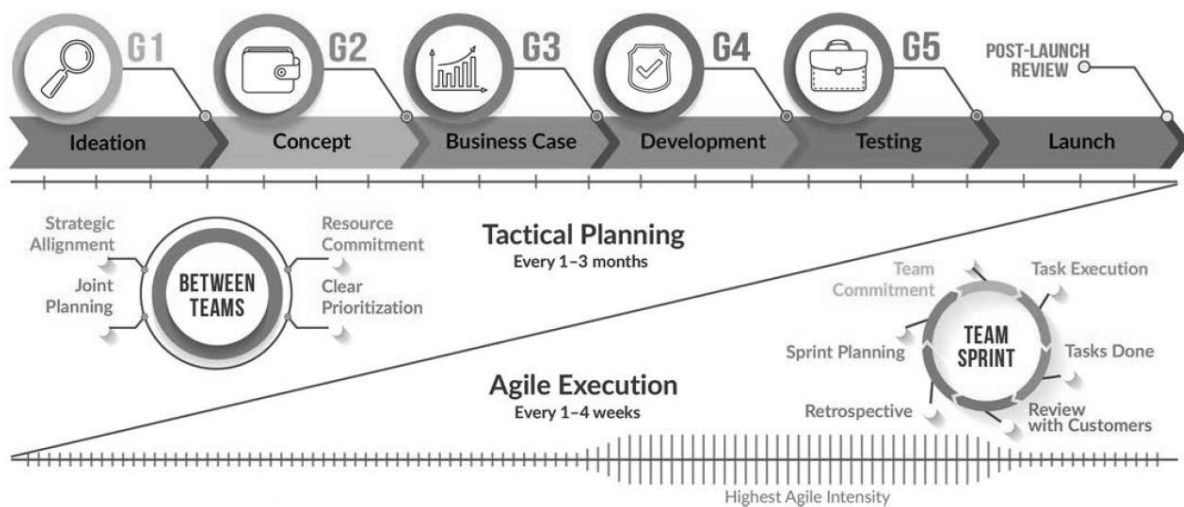 G1
G2
G3
G4
G5
POST-LAUNCH
REVIEW
Ideation
Concept
Business Case
Development
Testing
Launch
Strategic
Allignment
Joint
Planning
BETWEEN
TEAMS
Resource
Commitment
Clear
Prioritization
Tactical Planning
Every 1–3 months
Agile Execution
Every 1–4 weeks
Team
Commitment
Task Execution
Sprint Planning
TEAM
SPRINT
Tasks Done
Retrospective
Review
with Customers
Highest Agile Intensity